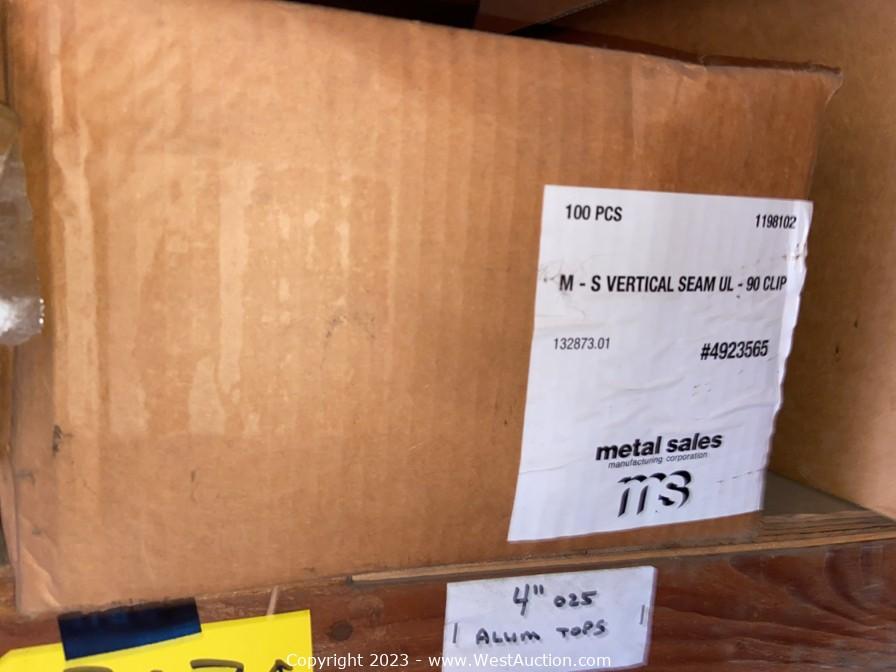 100 PCS 1198102
M - S VERTICAL SEAM UL - 90 CLIP
132873.01 #4923565
metal sales
manufacturing corporation
ms
4" 025
ALUM TOPS
Copyright 2023 - www.WestAuction.com